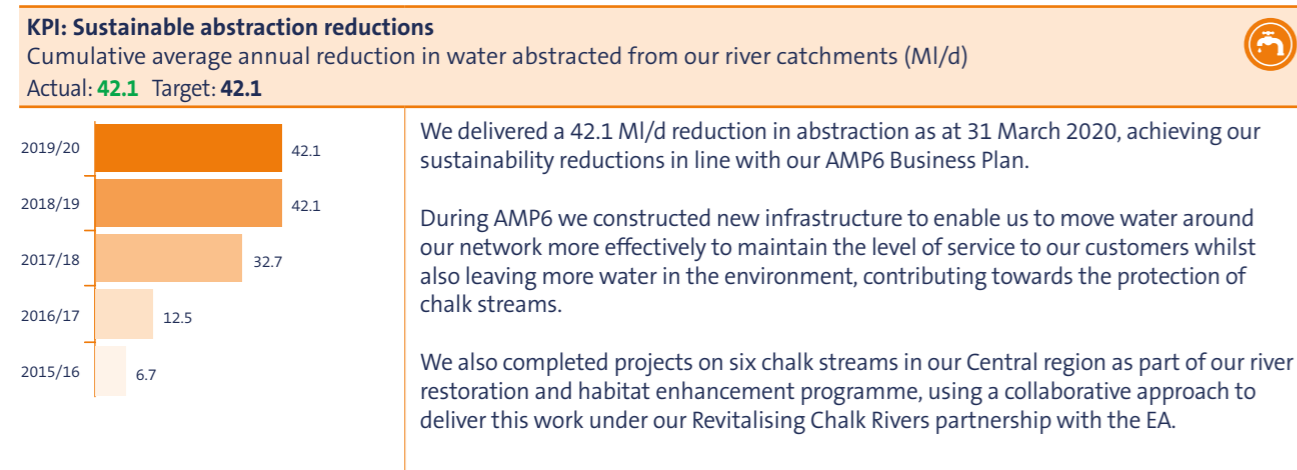 KPI: Sustainable abstraction reductions
Cumulative average annual reduction in water abstracted from our river catchments (Ml/d)
Actual: 42.1 Target: 42.1
2019/20 42.1
2018/19 42.1
2017/18 32.7
2016/17 12.5
2015/16 6.7
We delivered a 42.1 Ml/d reduction in abstraction as at 31 March 2020, achieving our
sustainability reductions in line with our AMP6 Business Plan.
During AMP6 we constructed new infrastructure to enable us to move water around
our network more effectively to maintain the level of service to our customers whilst
also leaving more water in the environment, contributing towards the protection of
chalk streams.
We also completed projects on six chalk streams in our Central region as part of our river
restoration and habitat enhancement programme, using a collaborative approach to
deliver this work under our Revitalising Chalk Rivers partnership with the EA.